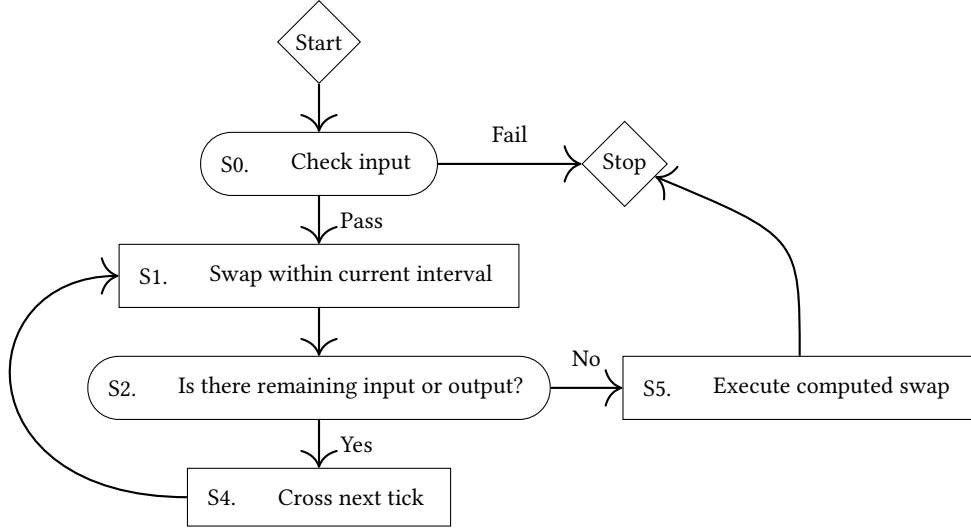 Start
S0. Check input
Fail
Stop
Pass
S1. Swap within current interval
S2. Is there remaining input or output?
No
S5. Execute computed swap
Yes
S4. Cross next tick